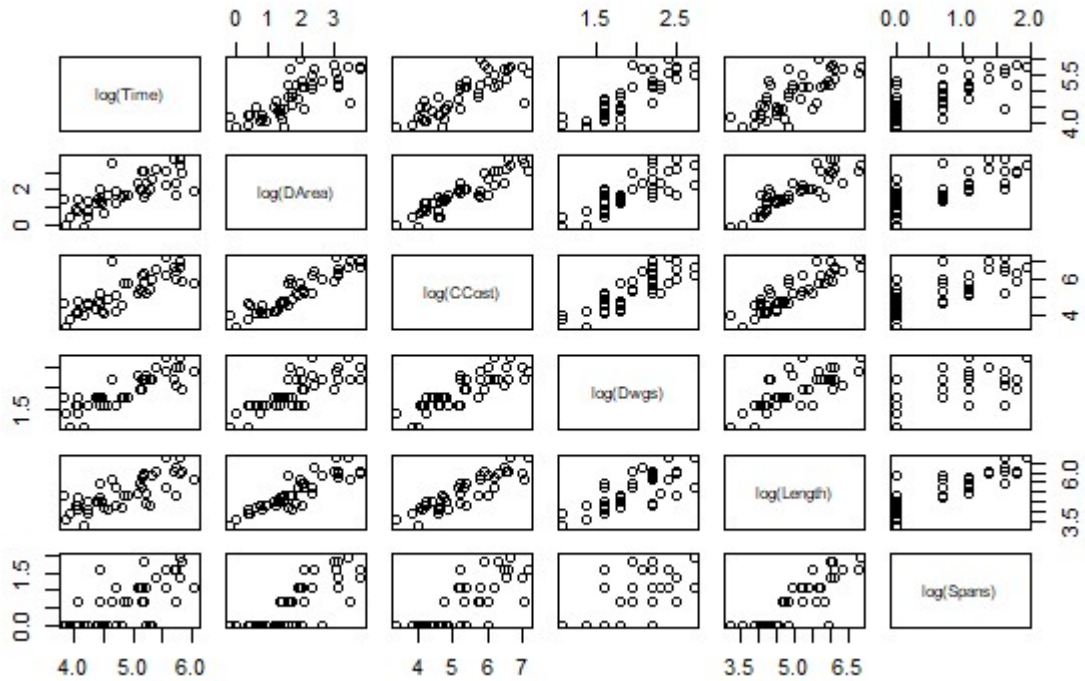 0 1 2 3 1.5 2.5 0.0 1.0 2.0
log(Time) 4.0 5.5
0 2 log(DArea)
log(CCost) 4 6
1.5 log(Dwgs)
log(Length) 3.5 6.0
0.0 1.5 log(Spans)
4.0 5.0 6.0 4 5 6 7 3.5 5.0 6.5